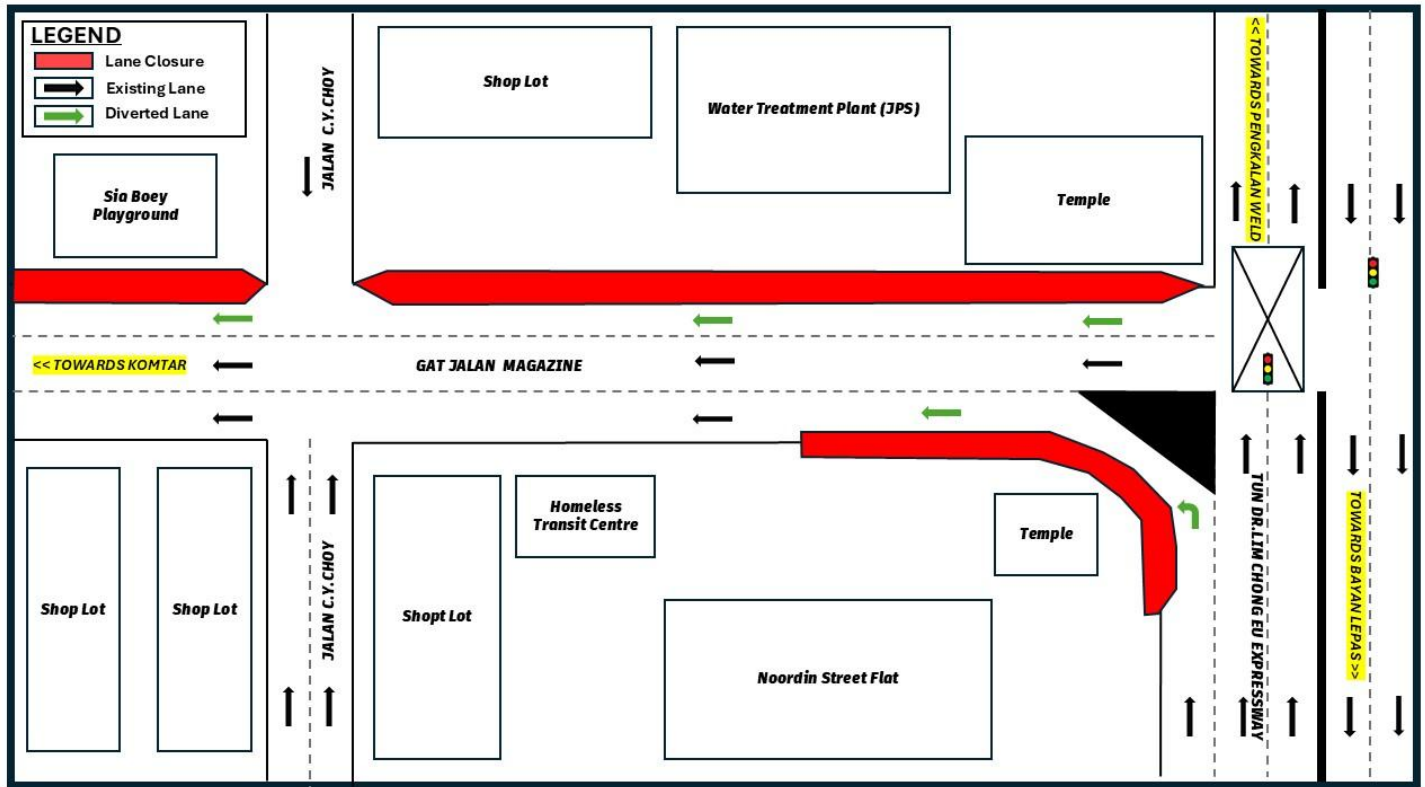 LEGEND
Lane Closure
Existing Lane
Diverted Lane
Sia Boey
Playground
JALAN C.Y.CHOY
Shop Lot
Water Treatment Plant (JPS)
Temple
<< TOWARDS PENGKALAN WELD
<< TOWARDS KOMTAR
GAT JALAN MAGAZINE
Shop Lot
Shop Lot
JALAN C.Y.CHOY
Shopt Lot
Homeless
Transit Centre
Noordin Street Flat
Temple
TUN DR.LIM CHONG EU EXPRESSWAY
TOWARDS BAYAN LEPAS >>